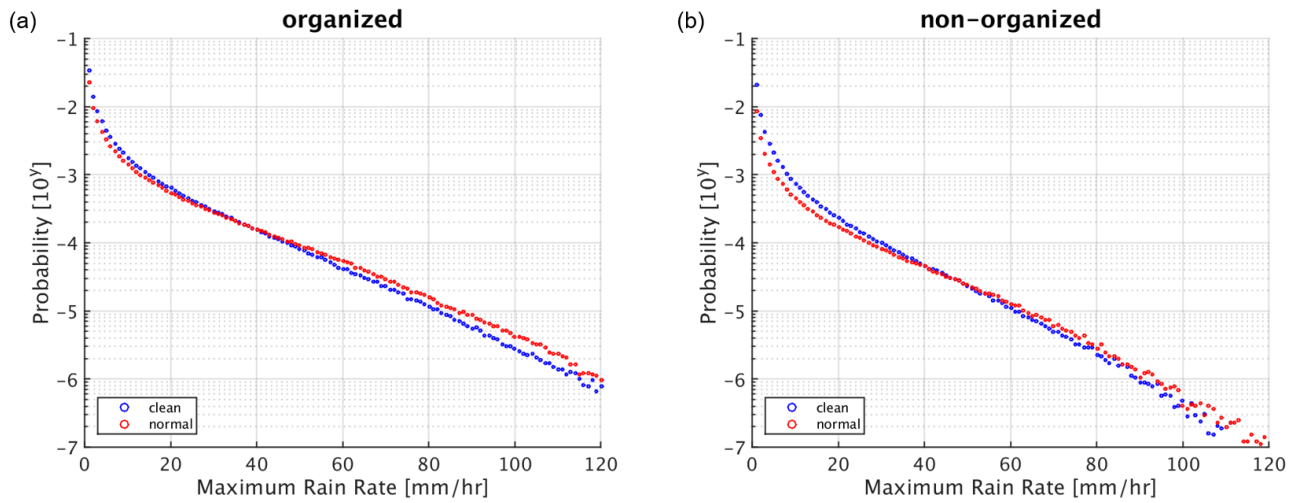 (a)
organized
Probability [10^y]
-1
-2
-3
-4
-5
-6
-7
clean
normal
0 20 40 60 80 100 120
Maximum Rain Rate [mm/hr]
(b)
non-organized
Probability [10^y]
-1
-2
-3
-4
-5
-6
-7
clean
normal
0 20 40 60 80 100 120
Maximum Rain Rate [mm/hr]